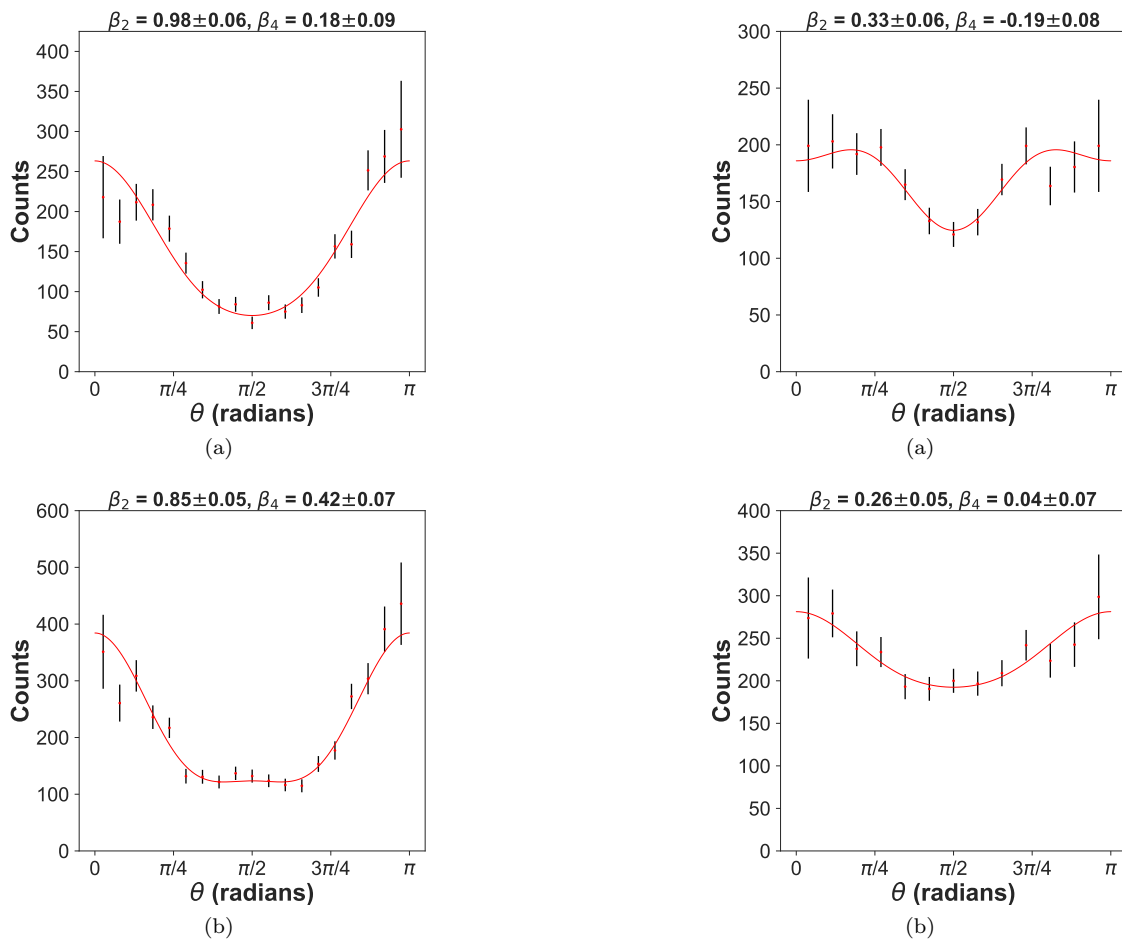 β₂ = 0.98±0.06, β₄ = 0.18±0.09
400
350
300
250
200
150
100
50
0
Counts
0 π/4 π/2 3π/4 π
θ (radians)
(a)
β₂ = 0.33±0.06, β₄ = -0.19±0.08
300
250
200
150
100
50
0
Counts
0 π/4 π/2 3π/4 π
θ (radians)
(a)
β₂ = 0.85±0.05, β₄ = 0.42±0.07
600
500
400
300
200
100
0
Counts
0 π/4 π/2 3π/4 π
θ (radians)
(b)
β₂ = 0.26±0.05, β₄ = 0.04±0.07
400
350
300
250
200
150
100
50
0
Counts
0 π/4 π/2 3π/4 π
θ (radians)
(b)